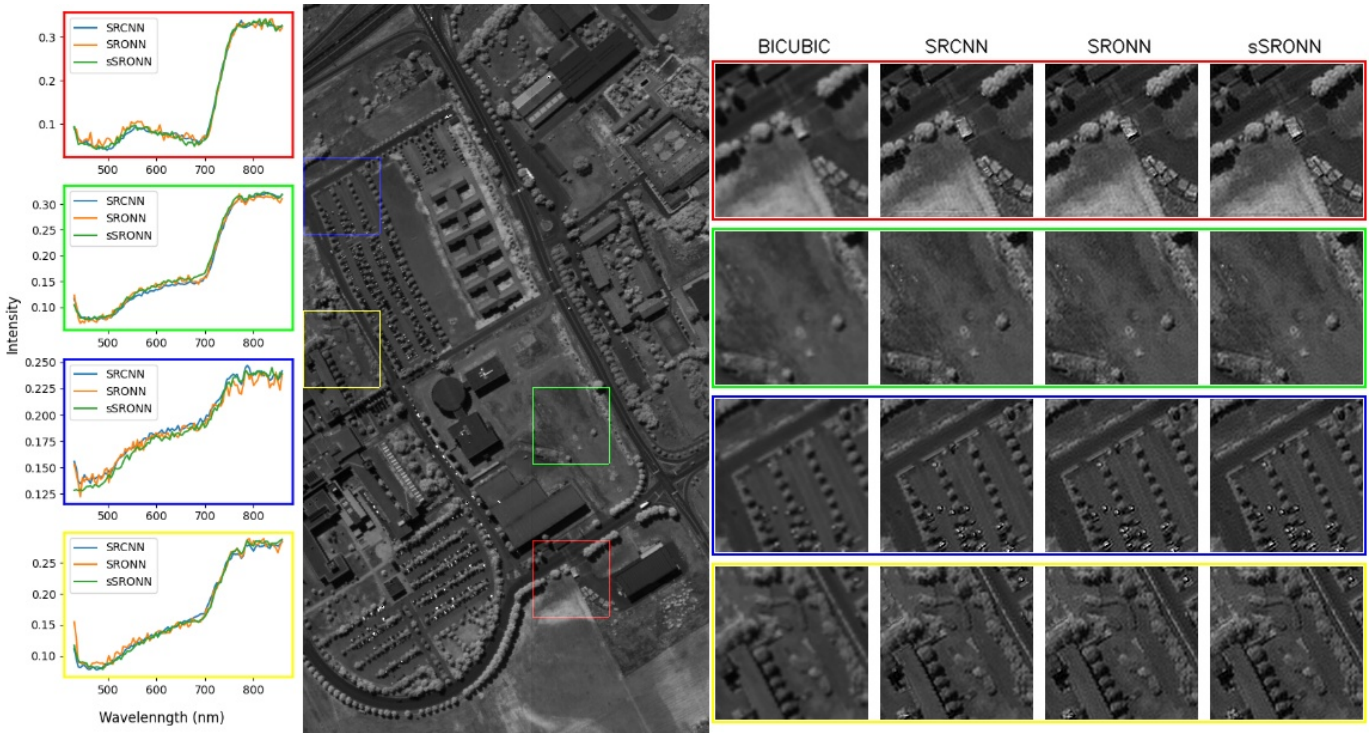 BICUBIC SRCNN SRONN sSRONN
Intensity
SRCNN
SRONN
sSRONN
0.3
0.2
0.1
500 600 700 800
SRCNN
SRONN
sSRONN
0.30
0.25
0.20
0.15
0.10
500 600 700 800
SRCNN
SRONN
sSRONN
0.250
0.225
0.200
0.175
0.150
0.125
500 600 700 800
SRCNN
SRONN
sSRONN
0.25
0.20
0.15
0.10
500 600 700 800
Wavelenngth (nm)